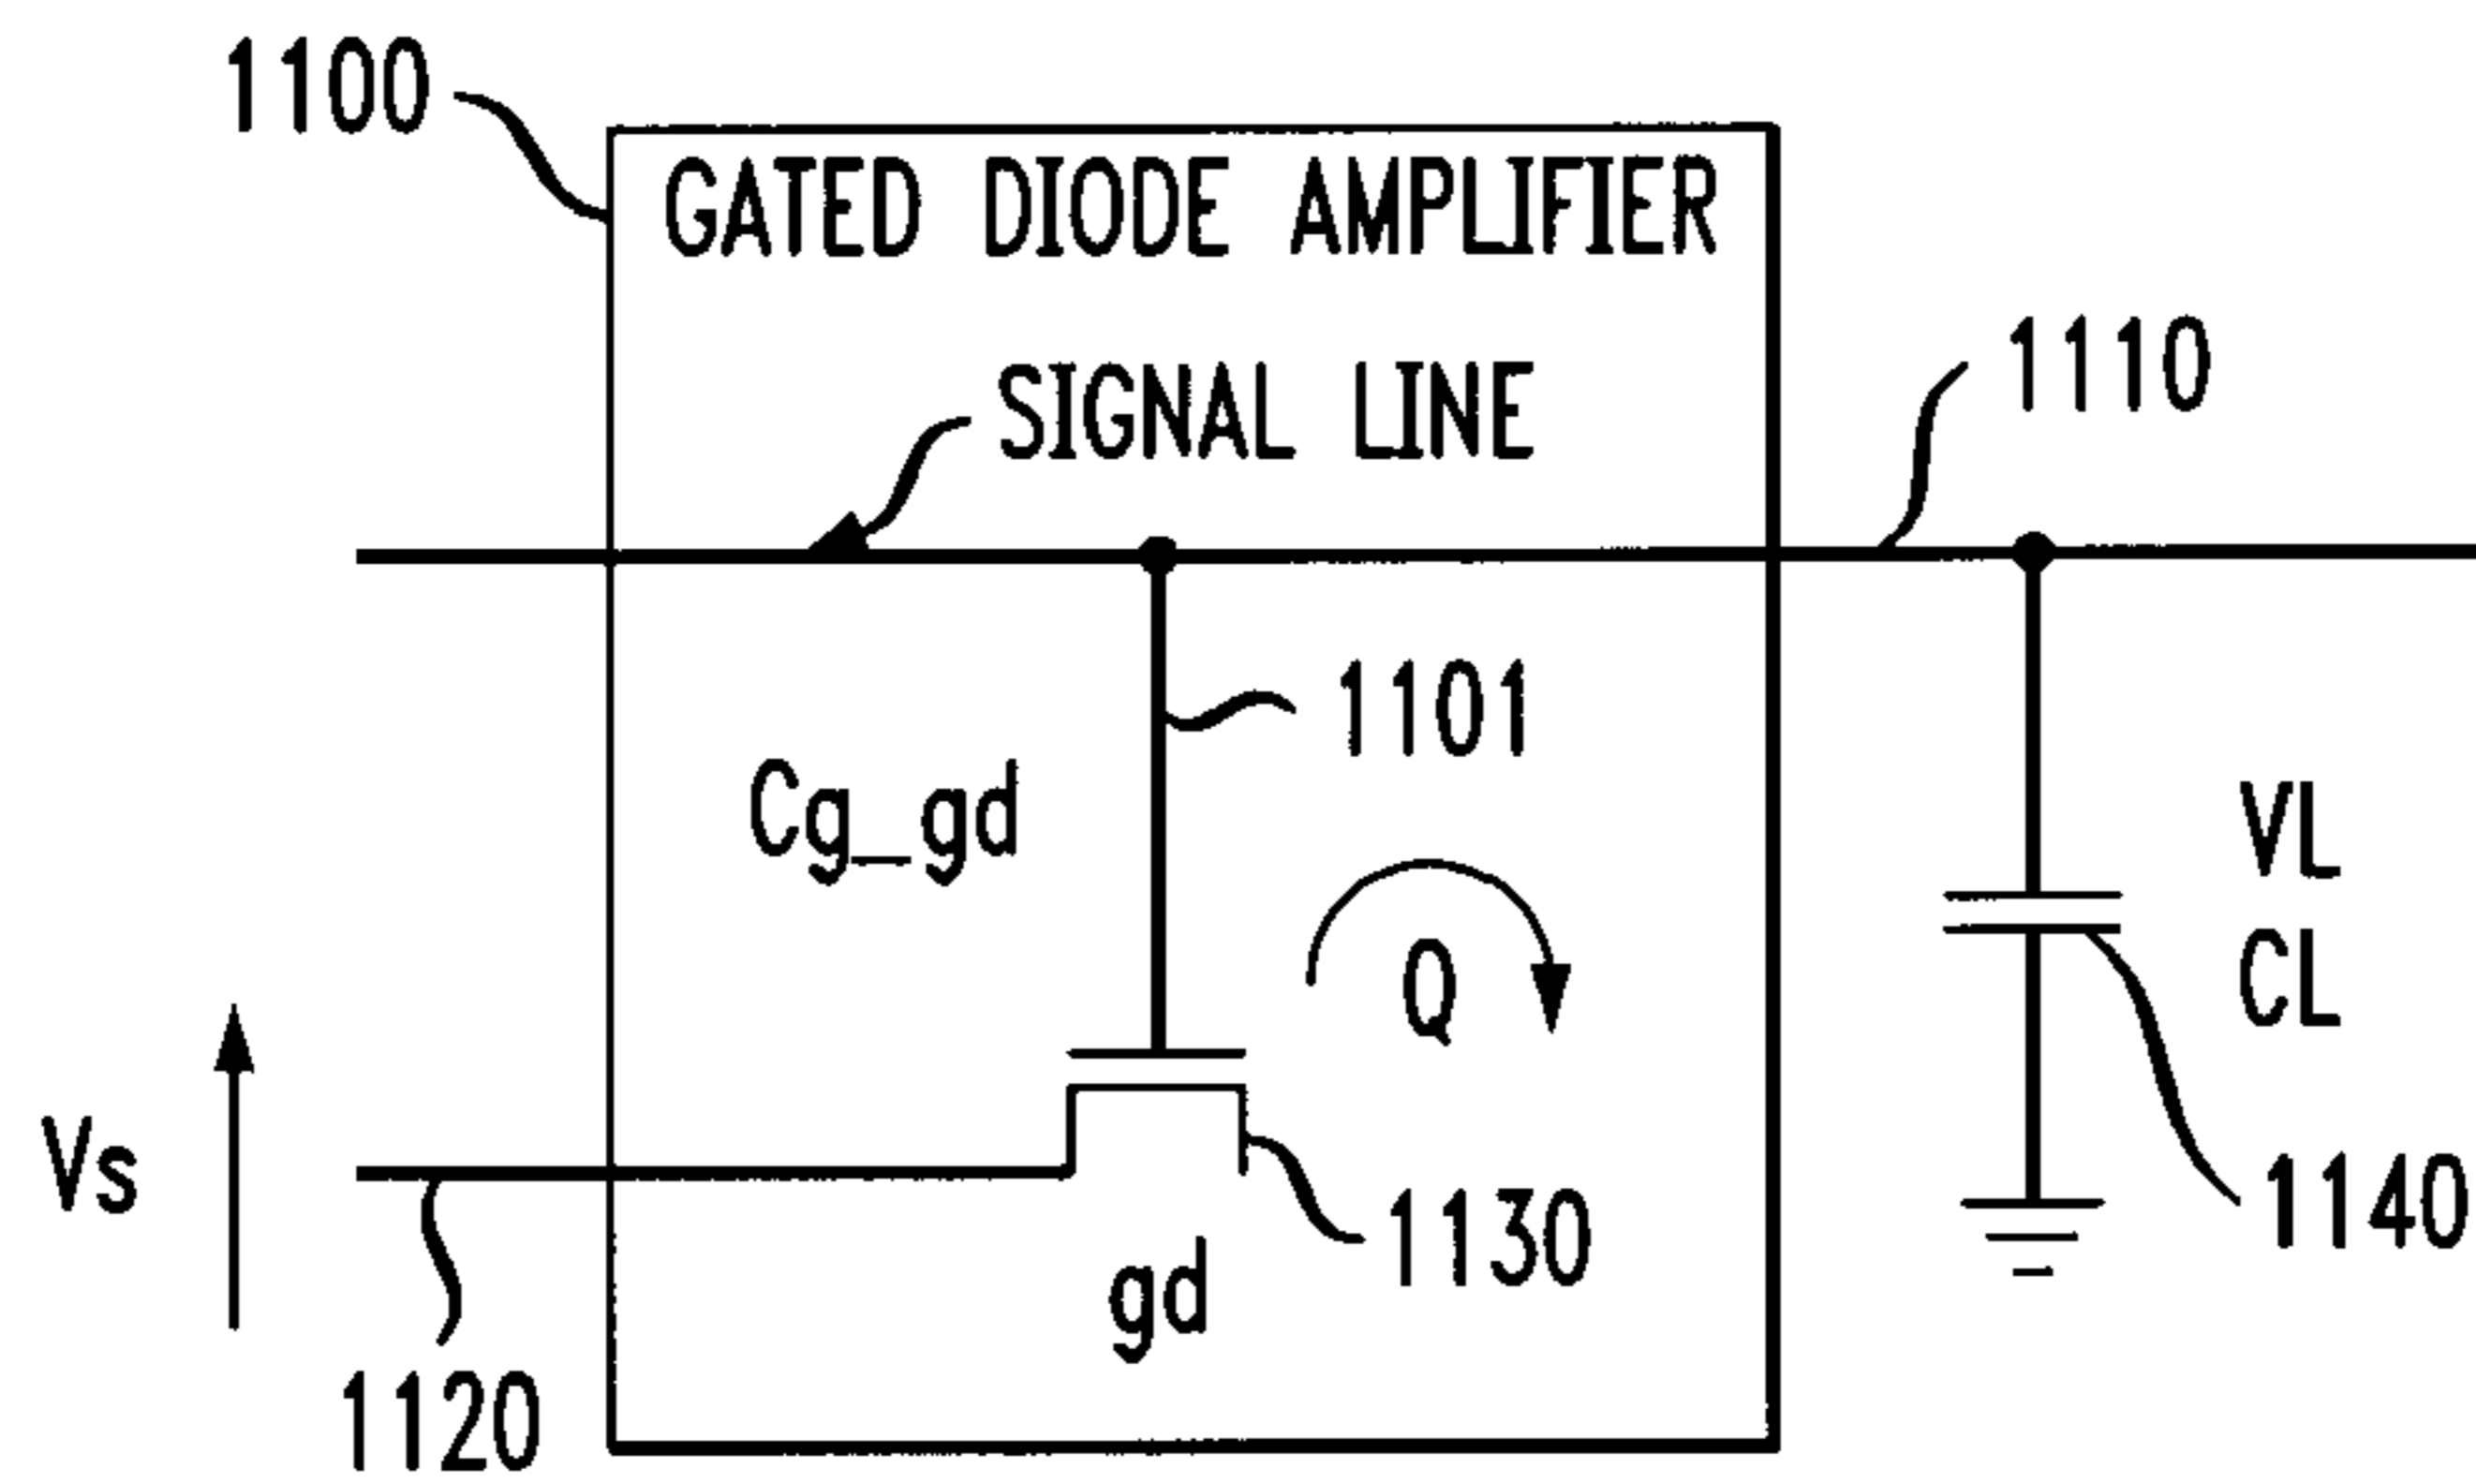 1100
GATED DIODE AMPLIFIER
SIGNAL LINE
1110
1101
Cg_gd
VL
Q
CL
Vs
1130
1140
gd
1120